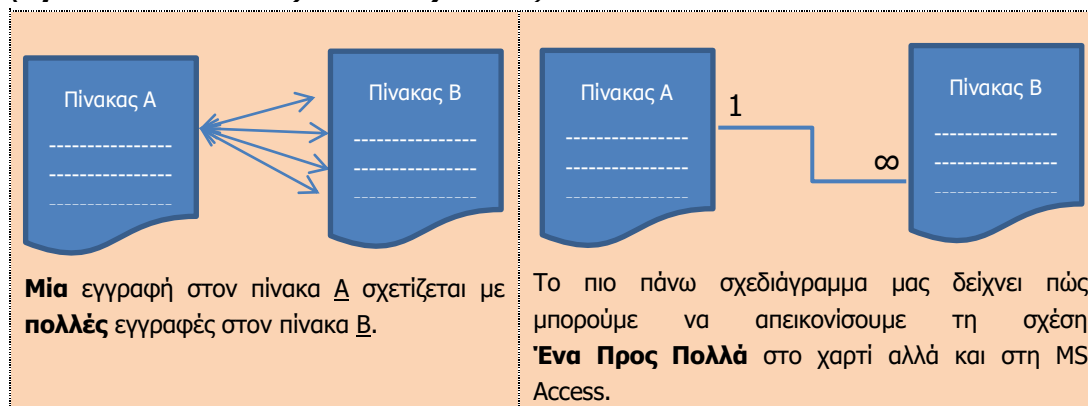 Πίνακας Α
-----------------
-----------------
-----------------
Πίνακας Β
-----------------
-----------------
-----------------
Μία εγγραφή στον πίνακα Α σχετίζεται με
πολλές εγγραφές στον πίνακα Β.
Πίνακας Α
-----------------
-----------------
-----------------
1
∞
Πίνακας Β
-----------------
-----------------
-----------------
Το πιο πάνω σχεδιάγραμμα μας δείχνει πώς
μπορούμε να απεικονίσουμε τη σχέση
Ένα Προς Πολλά στο χαρτί αλλά και στη MS
Access.